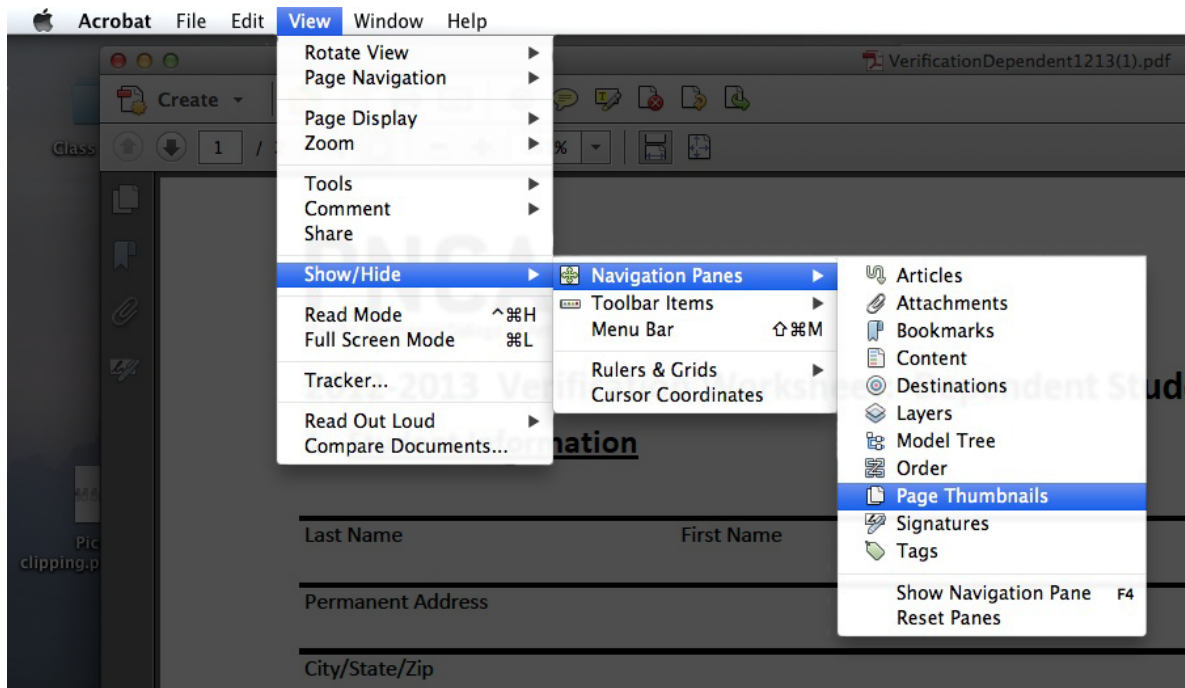 Acrobat File Edit View Window Help
VerificationDependent1213(1).pdf
Create
Class
1 /
%
Rotate View
Page Navigation
Page Display
Zoom
Tools
Comment
Share
Show/Hide
Read Mode ^⌘H
Full Screen Mode ⌘L
Tracker...
Read Out Loud
Compare Documents...
Navigation Panes
Toolbar Items
Menu Bar ⇧⌘M
Rulers & Grids
Cursor Coordinates
Articles
Attachments
Bookmarks
Content
Destinations
Layers
Model Tree
Order
Page Thumbnails
Signatures
Tags
Show Navigation Pane F4
Reset Panes
PNCA
2012-2013 Verification Worksheet: Dependent Stud
Information
Last Name First Name
Permanent Address
City/State/Zip
Pic
clipping.p